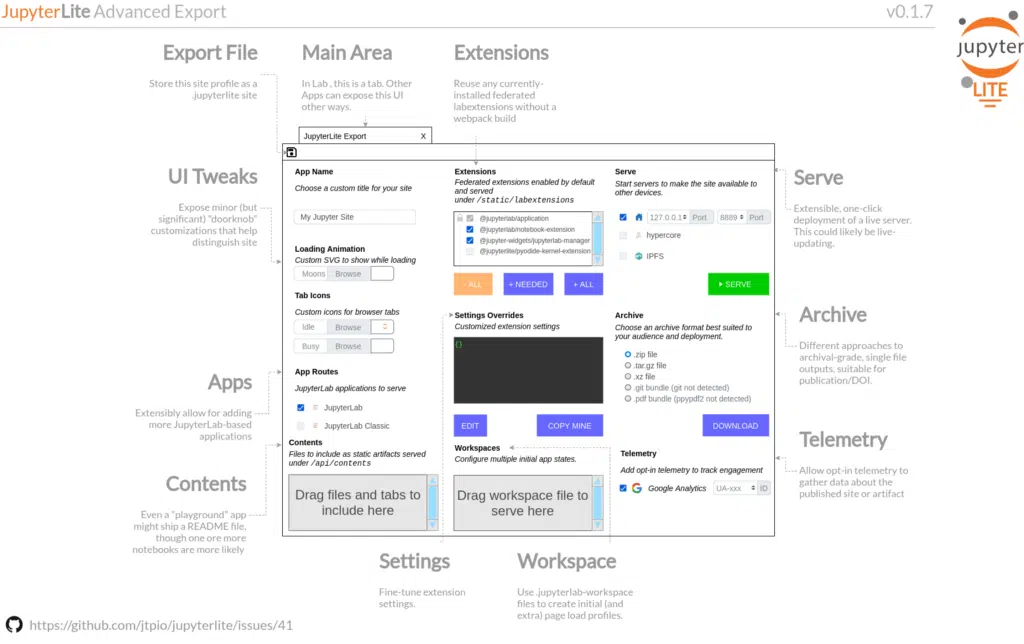 JupyterLite Advanced Export
v0.1.7
jupyter
LITE
Export File
Store this site profile as a
.jupyterlite site
Main Area
In Lab , this is a tab. Other
Apps can expose this UI
other ways.
Extensions
Reuse any currently-
installed federated
labextensions without a
webpack build
UI Tweaks
Expose minor (but
significant) "doorknob"
customizations that help
distinguish site
Apps
Extensibly allow for adding
more JupyterLab-based
applications
Contents
Even a "playground" app
might ship a README file,
though one ore more
notebooks are more likely
JupyterLite Export X
App Name
Choose a custom title for your site
My Jupyter Site
Loading Animation
Custom SVG to show while loading
Moons Browse
Tab Icons
Custom icons for browser tabs
Idle Browse
Busy Browse
App Routes
JupyterLab applications to serve
JupyterLab
JupyterLab Classic
Contents
Files to include as static artifacts served
under /api/contents
Drag files and tabs to
include here
Extensions
Federated extensions enabled by default
and served
under /static/labextensions
@jupyterlab/application
@jupyterlab/notebook-extension
@jupyter-widgets/jupyterlab-manager
@jupyterlite/pyodide-kernel-extension
- ALL + NEEDED + ALL
Settings Overrides
Customized extension settings
{}
EDIT COPY MINE
Workspaces
Configure multiple initial app states.
Drag workspace file to
serve here
Serve
Start servers to make the site available to
other devices.
127.0.0.1 Port 8889 Port
hypercore
IPFS
SERVE
Archive
Choose an archive format best suited to
your audience and deployment.
.zip file
.tar.gz file
.xz file
.git bundle (git not detected)
.pdf bundle (ppypdf2 not detected)
DOWNLOAD
Telemetry
Add opt-in telemetry to track engagement
Google Analytics UA-xxx ID
Serve
Extensible, one-click
deployment of a live server.
This could likely be live-
updating.
Archive
Different approaches to
archival-grade, single file
outputs, suitable for
publication/DOI.
Telemetry
Allow opt-in telemetry to
gather data about the
published site or artifact
Settings
Fine-tune extension
settings.
Workspace
Use .jupyterlab-workspace
files to create initial (and
extra) page load profiles.
https://github.com/jtpio/jupyterlite/issues/41